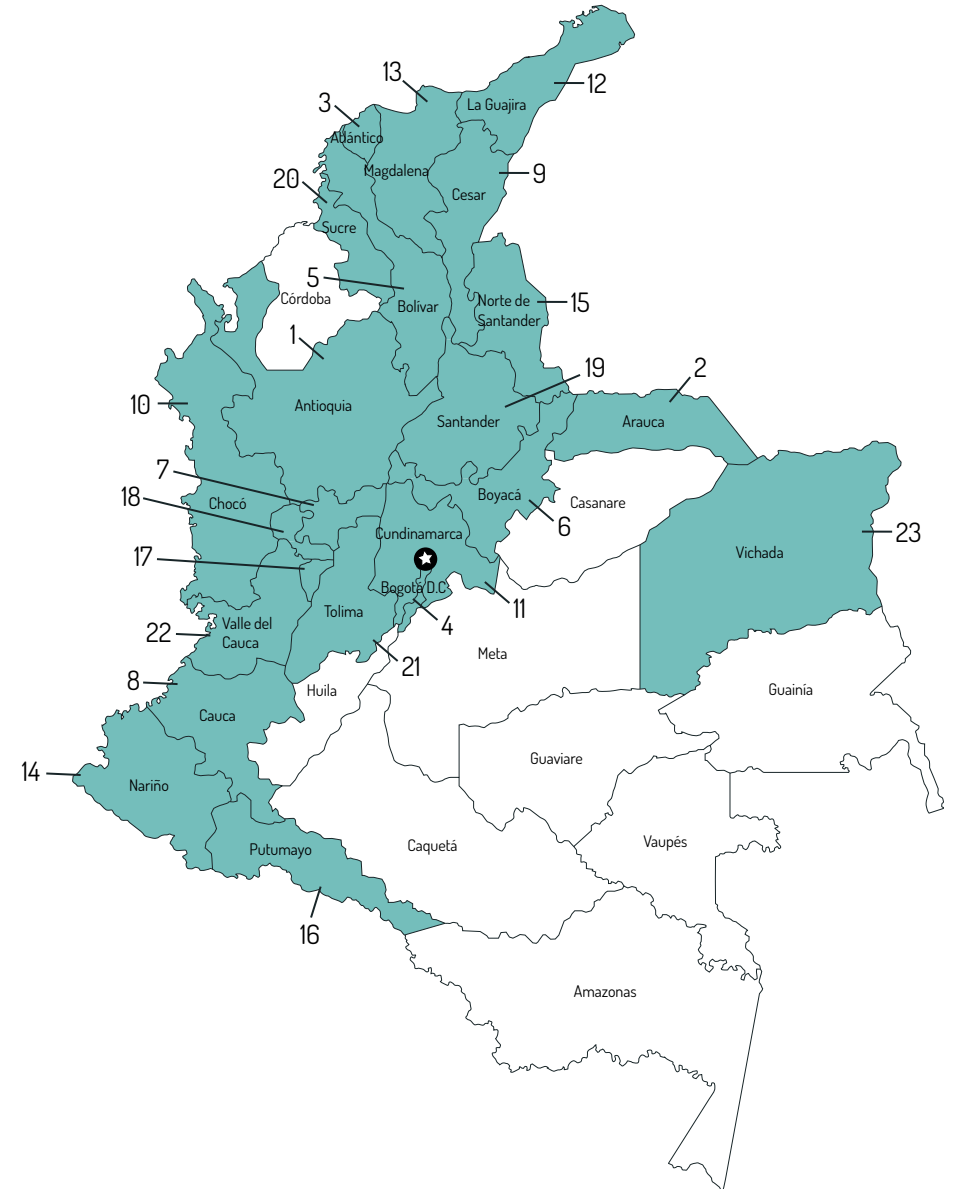 13
12
La Guajira
3
Atlántico
Magdalena
9
20
Cesar
Sucre
5
Córdoba
Bolívar
Norte de
Santander
15
1
19
2
10
Antioquia
Santander
Arauca
7
18
Chocó
Boyacá
6
Casanare
Cundinamarca
23
Vichada
17
Bogotá D.C
11
Tolima
4
22
Valle del
Cauca
21
Meta
8
Huila
Guainía
Cauca
14
Nariño
Guaviare
Putumayo
Caquetá
Vaupés
16
Amazonas